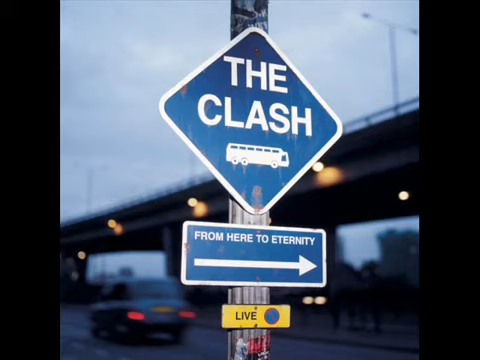 THE
CLASH
FROM HERE TO ETERNITY
LIVE